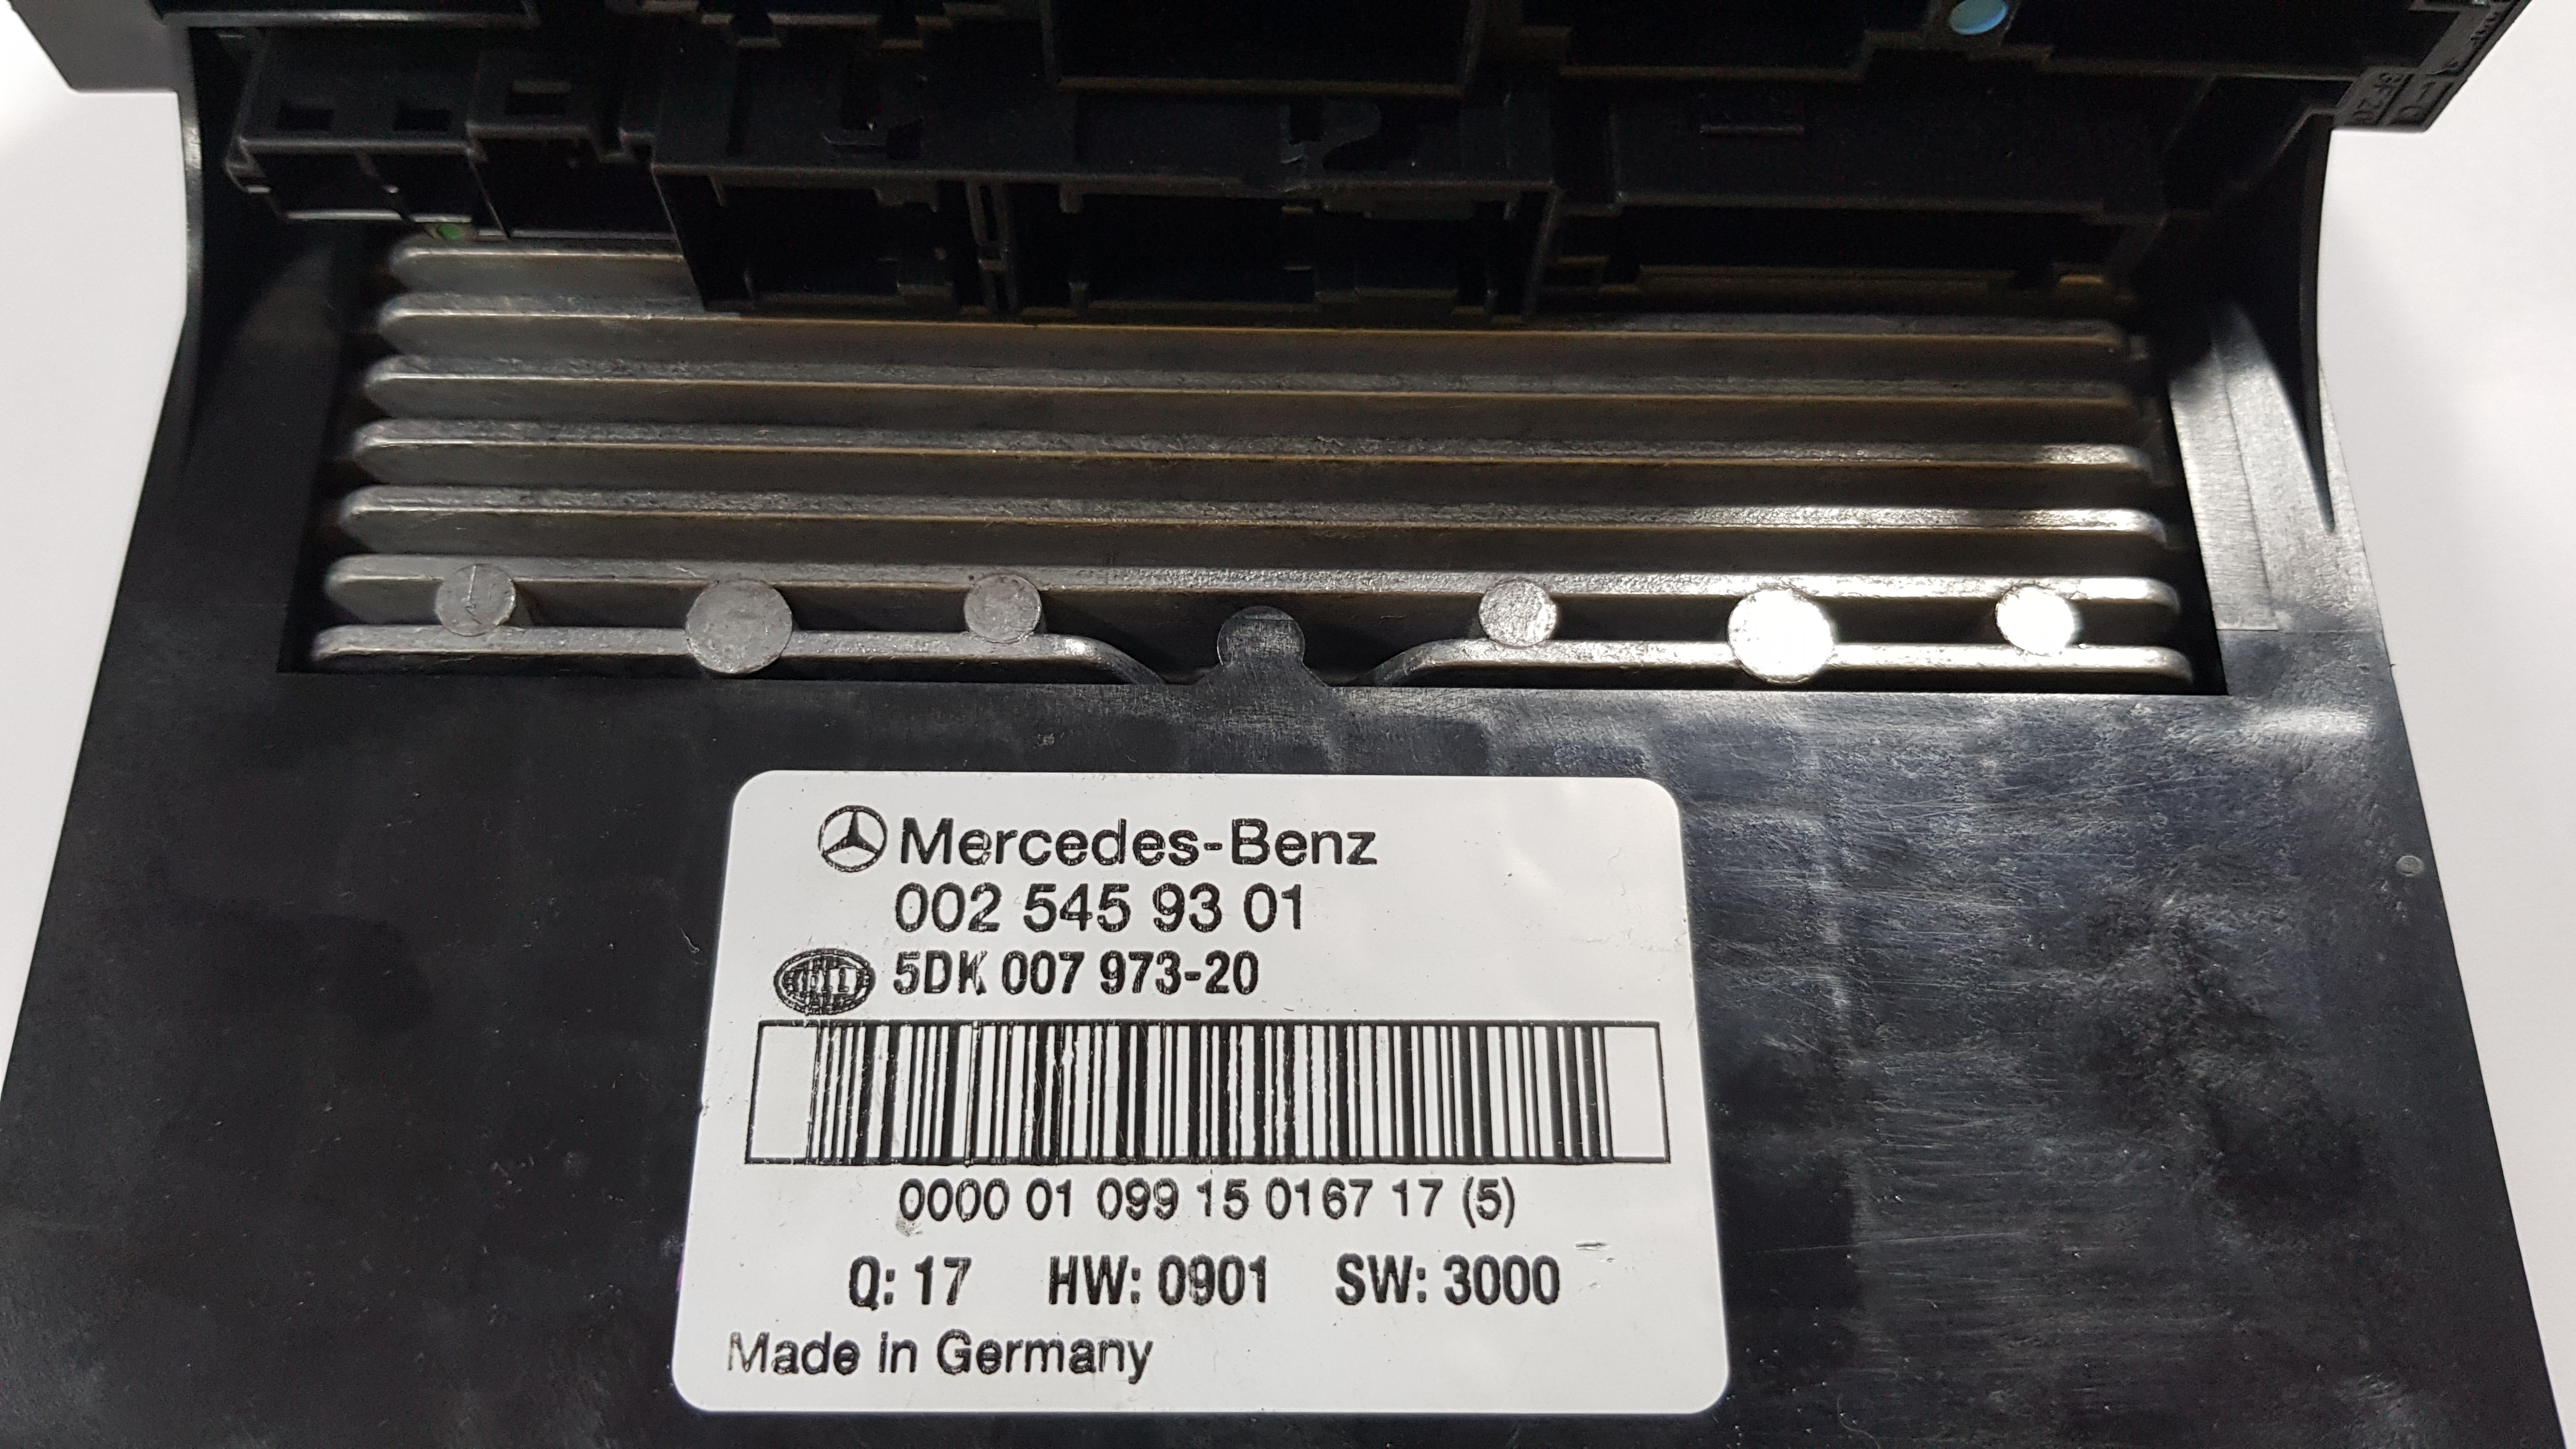 Mercedes-Benz
002 545 93 01
HELLA
5DK 007 973-20
0000 01 099 15 0167 17 (5)
Q: 17 HW: 0901 SW: 3000
Made in Germany